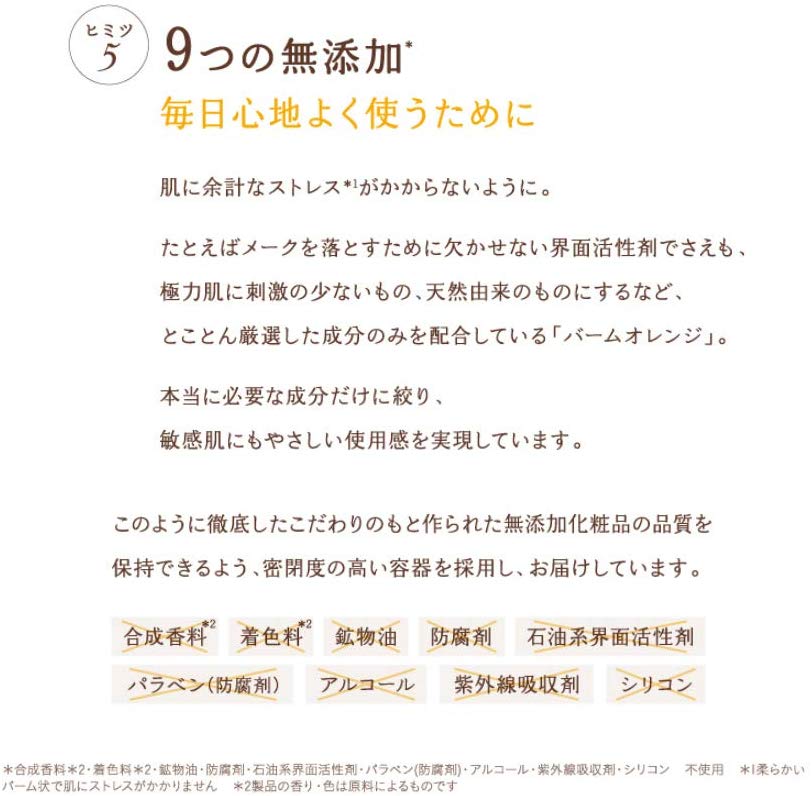 ヒミツ
5
9つの無添加*
毎日心地よく使うために
肌に余計なストレス*1がかからないように。
たとえばメークを落とすために欠かせない界面活性剤でさえも、
極力肌に刺激の少ないもの、天然由来のものにするなど、
とことん厳選した成分のみを配合している「バームオレンジ」。
本当に必要な成分だけに絞り、
敏感肌にもやさしい使用感を実現しています。
このように徹底したこだわりのもと作られた無添加化粧品の品質を
保持できるよう、密閉度の高い容器を採用し、お届けしています。
合成香料*2 着色料*2 鉱物油 防腐剤 石油系界面活性剤
パラベン(防腐剤) アルコール 紫外線吸収剤 シリコン
*合成香料*2・着色料*2・鉱物油・防腐剤・石油系界面活性剤・パラベン(防腐剤)・アルコール・紫外線吸収剤・シリコン 不使用 *1柔らかい
バーム状で肌にストレスがかかりません *2製品の香り・色は原料によるものです